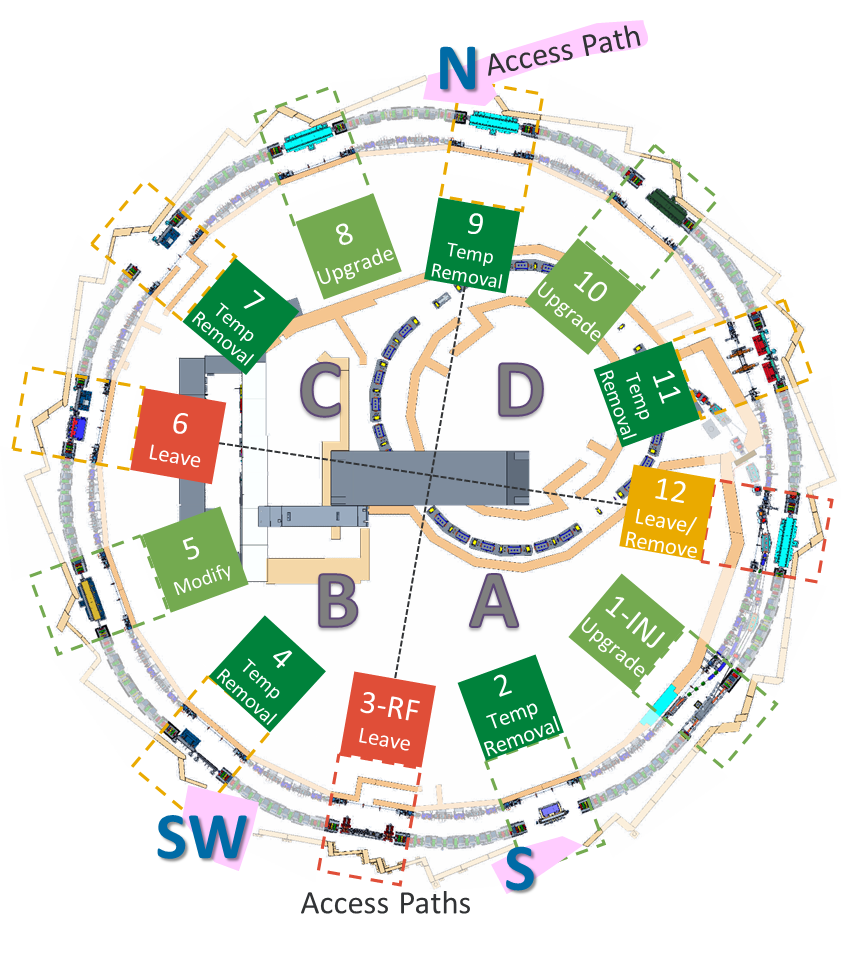 N
Access Path
8
Upgrade
9
Temp
Removal
10
Upgrade
7
Temp
Removal
11
Temp
Removal
C
D
6
Leave
12
Leave/
Remove
5
Modify
B
A
1-INJ
Upgrade
4
Temp
Removal
3-RF
Leave
2
Temp
Removal
SW
S
Access Paths